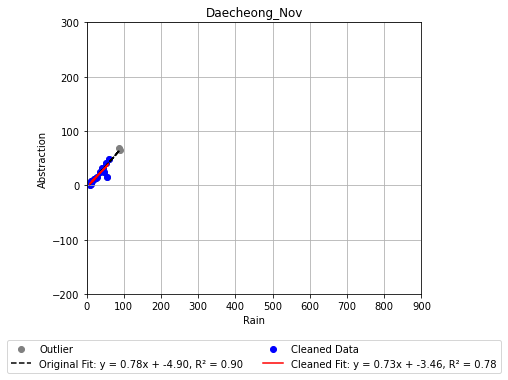 Daecheong_Nov
300
200
100
0
−100
−200
Abstraction
0 100 200 300 400 500 600 700 800 900
Rain
Outlier
Original Fit: y = 0.78x + -4.90, R² = 0.90
Cleaned Data
Cleaned Fit: y = 0.73x + -3.46, R² = 0.78